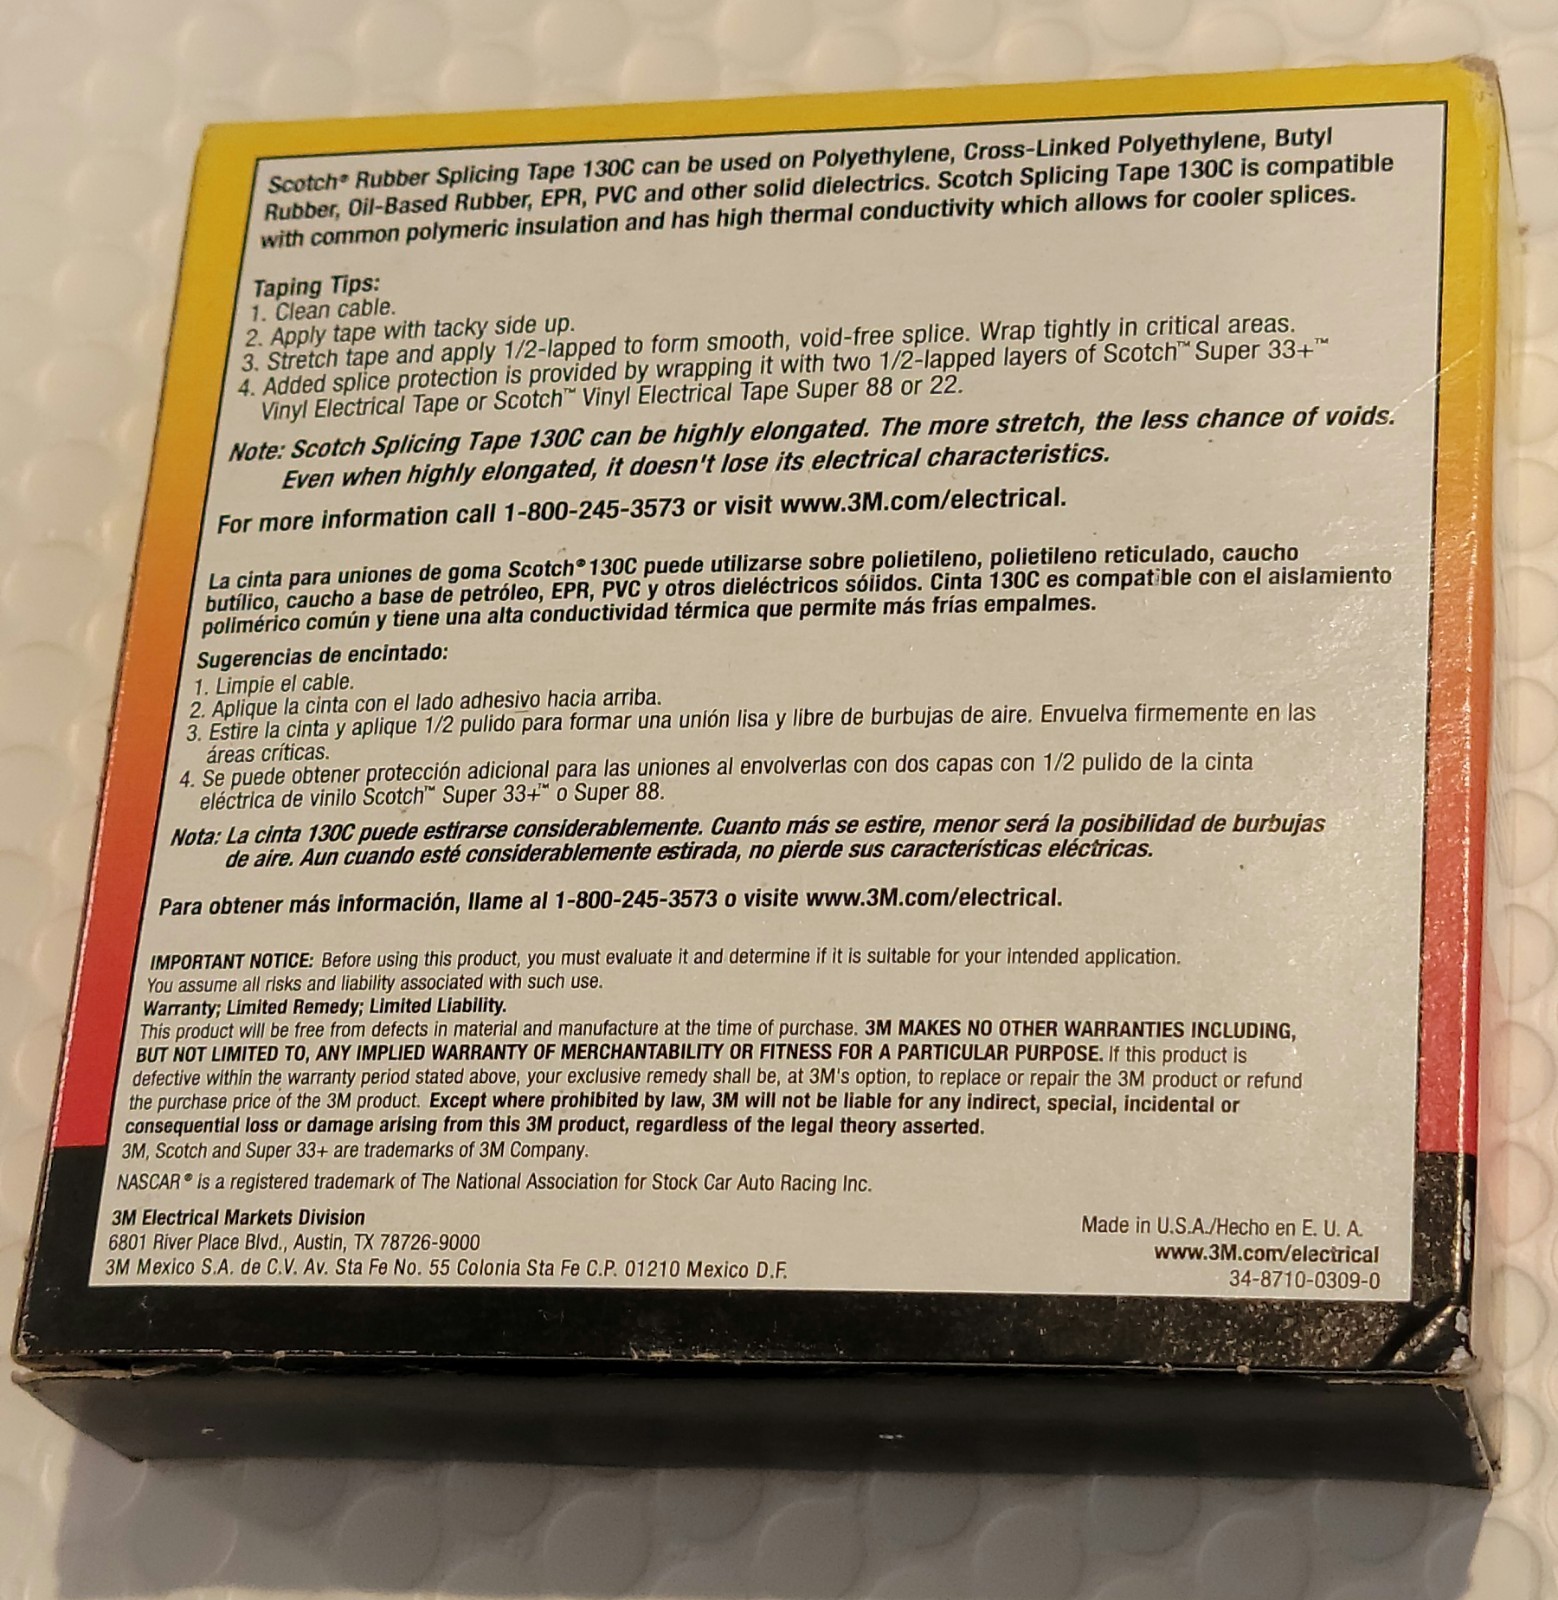 Scotch® Rubber Splicing Tape 130C can be used on Polyethylene, Cross-Linked Polyethylene, Butyl
Rubber, Oil-Based Rubber, EPR, PVC and other solid dielectrics. Scotch Splicing Tape 130C is compatible
with common polymeric insulation and has high thermal conductivity which allows for cooler splices.
Taping Tips:
1. Clean cable.
2. Apply tape with tacky side up.
3. Stretch tape and apply 1/2-lapped to form smooth, void-free splice. Wrap tightly in critical areas.
4. Added splice protection is provided by wrapping it with two 1/2-lapped layers of Scotch™ Super 33+™
Vinyl Electrical Tape or Scotch™ Vinyl Electrical Tape Super 88 or 22.
Note: Scotch Splicing Tape 130C can be highly elongated. The more stretch, the less chance of voids.
Even when highly elongated, it doesn't lose its electrical characteristics.
For more information call 1-800-245-3573 or visit www.3M.com/electrical.
La cinta para uniones de goma Scotch® 130C puede utilizarse sobre polietileno, polietileno reticulado, caucho
butílico, caucho a base de petróleo, EPR, PVC y otros dieléctricos sólidos. Cinta 130C es compatible con el aislamiento
polimérico común y tiene una alta conductividad térmica que permite más frías empalmes.
Sugerencias de encintado:
1. Limpie el cable.
2. Aplique la cinta con el lado adhesivo hacia arriba.
3. Estire la cinta y aplique 1/2 pulido para formar una unión lisa y libre de burbujas de aire. Envuelva firmemente en las
áreas críticas.
4. Se puede obtener protección adicional para las uniones al envolverlas con dos capas con 1/2 pulido de la cinta
eléctrica de vinilo Scotch™ Super 33+™ o Super 88.
Nota: La cinta 130C puede estirarse considerablemente. Cuanto más se estire, menor será la posibilidad de burbujas
de aire. Aun cuando esté considerablemente estirada, no pierde sus características eléctricas.
Para obtener más información, llame al 1-800-245-3573 o visite www.3M.com/electrical.
IMPORTANT NOTICE: Before using this product, you must evaluate it and determine if it is suitable for your intended application.
You assume all risks and liability associated with such use.
Warranty; Limited Remedy; Limited Liability.
This product will be free from defects in material and manufacture at the time of purchase. 3M MAKES NO OTHER WARRANTIES INCLUDING,
BUT NOT LIMITED TO, ANY IMPLIED WARRANTY OF MERCHANTABILITY OR FITNESS FOR A PARTICULAR PURPOSE. If this product is
defective within the warranty period stated above, your exclusive remedy shall be, at 3M's option, to replace or repair the 3M product or refund
the purchase price of the 3M product. Except where prohibited by law, 3M will not be liable for any indirect, special, incidental or
consequential loss or damage arising from this 3M product, regardless of the legal theory asserted.
3M, Scotch and Super 33+ are trademarks of 3M Company.
NASCAR® is a registered trademark of The National Association for Stock Car Auto Racing Inc.
3M Electrical Markets Division
6801 River Place Blvd., Austin, TX 78726-9000
3M Mexico S.A. de C.V. Av. Sta Fe No. 55 Colonia Sta Fe C.P. 01210 Mexico D.F.
Made in U.S.A./Hecho en E. U. A.
www.3M.com/electrical
34-8710-0309-0